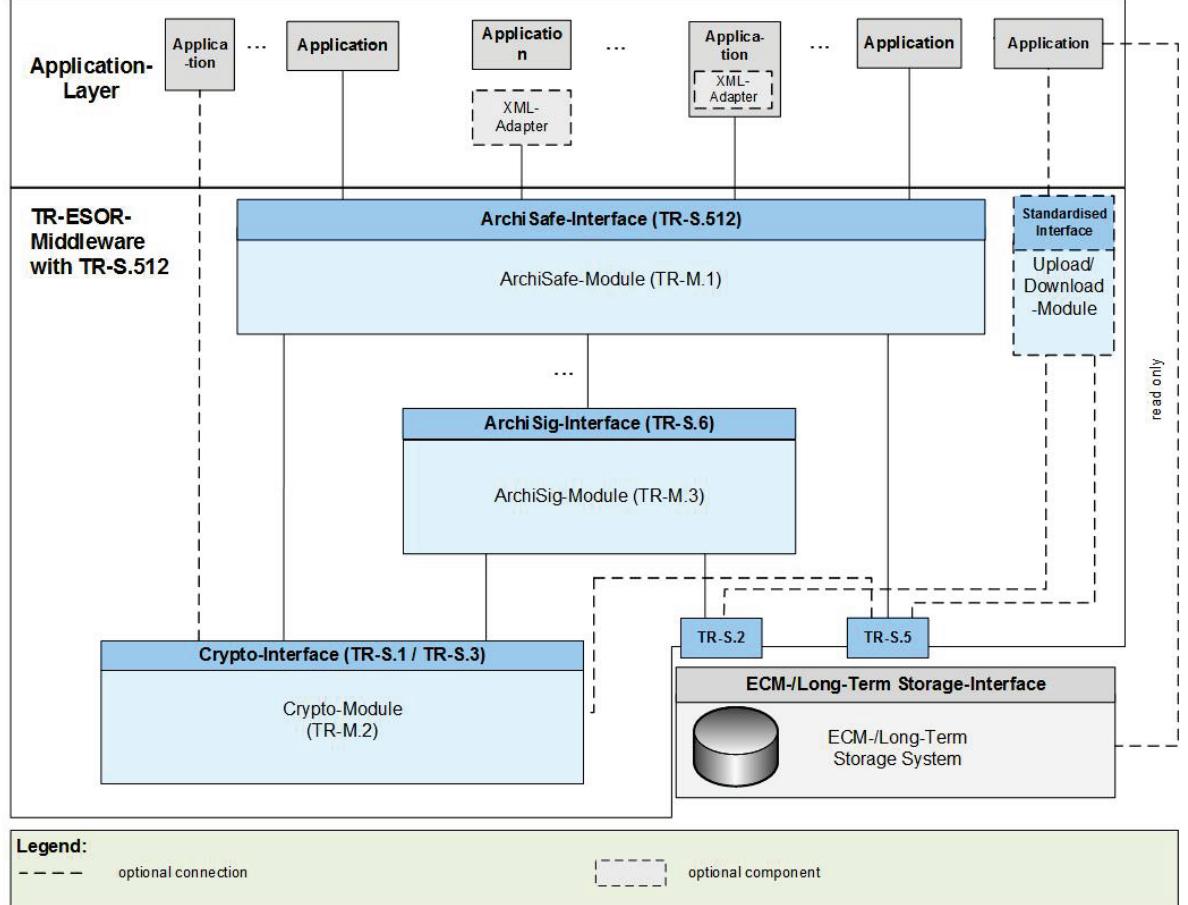 Application-
Layer
Applica
-tion
...
Application
Applicatio
n
XML-
Adapter
...
Applica-
tion
XML-
Adapter
...
Application
Application
TR-ESOR-
Middleware
with TR-S.512
ArchiSafe-Interface (TR-S.512)
ArchiSafe-Module (TR-M.1)
Standardised
Interface
Upload/
Download
-Module
read only
...
ArchiSig-Interface (TR-S.6)
ArchiSig-Module (TR-M.3)
TR-S.2
TR-S.5
Crypto-Interface (TR-S.1 / TR-S.3)
Crypto-Module
(TR-M.2)
ECM-/Long-Term Storage-Interface
ECM-/Long-Term
Storage System
Legend:
optional connection
optional component